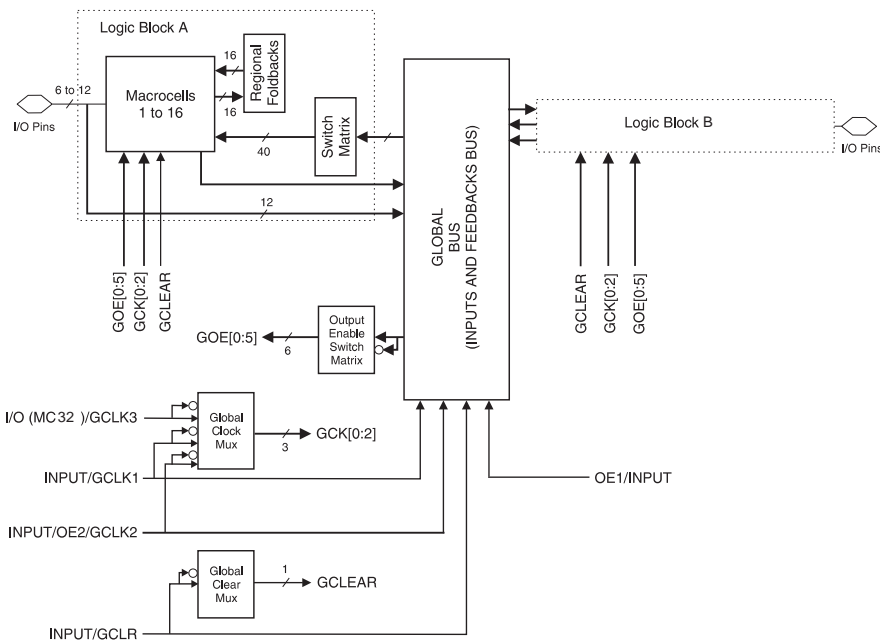 Logic Block A
6 to 12
I/O Pins
Macrocells
1 to 16
16
16
Regional
Foldbacks
Switch
Matrix
40
12
GOE[0:5]
GCK[0:2]
GCLEAR
GLOBAL
BUS
(INPUTS AND FEEDBACKS BUS)
Logic Block B
I/O Pins
GCLEAR
GCK[0:2]
GOE[0:5]
GOE[0:5]
6
Output
Enable
Switch
Matrix
I/O (MC32 )/GCLK3
Global
Clock
Mux
3
GCK[0:2]
INPUT/GCLK1
OE1/INPUT
INPUT/OE2/GCLK2
Global
Clear
Mux
1
GCLEAR
INPUT/GCLR